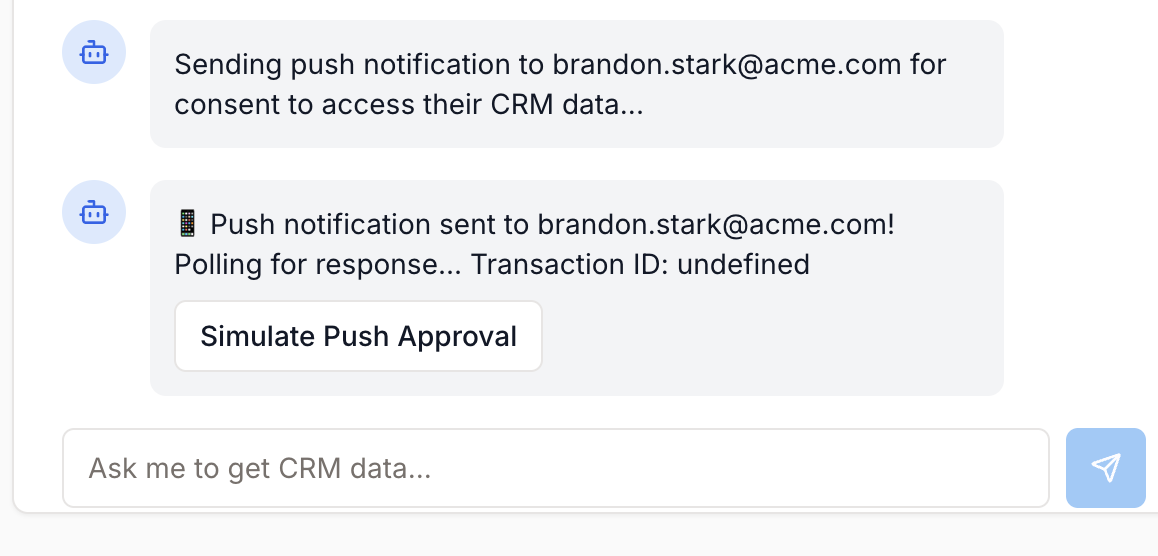 Sending push notification to brandon.stark@acme.com for
consent to access their CRM data...
📱 Push notification sent to brandon.stark@acme.com!
Polling for response... Transaction ID: undefined
Simulate Push Approval
Ask me to get CRM data...